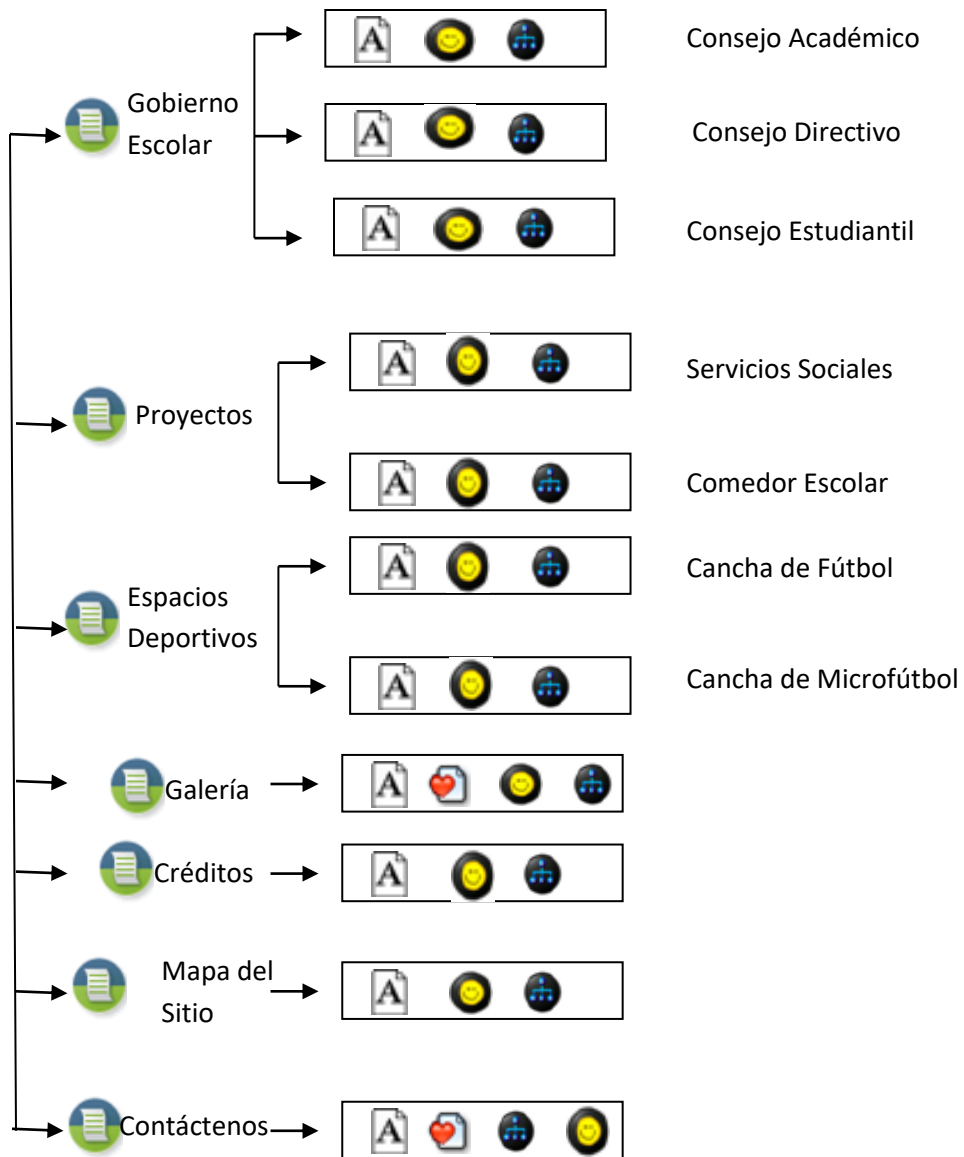 Consejo Académico
Gobierno
Escolar
Consejo Directivo
Consejo Estudiantil
Servicios Sociales
Proyectos
Comedor Escolar
Cancha de Fútbol
Espacios
Deportivos
Cancha de Microfútbol
Galería
Créditos
Mapa del
Sitio
Contáctenos